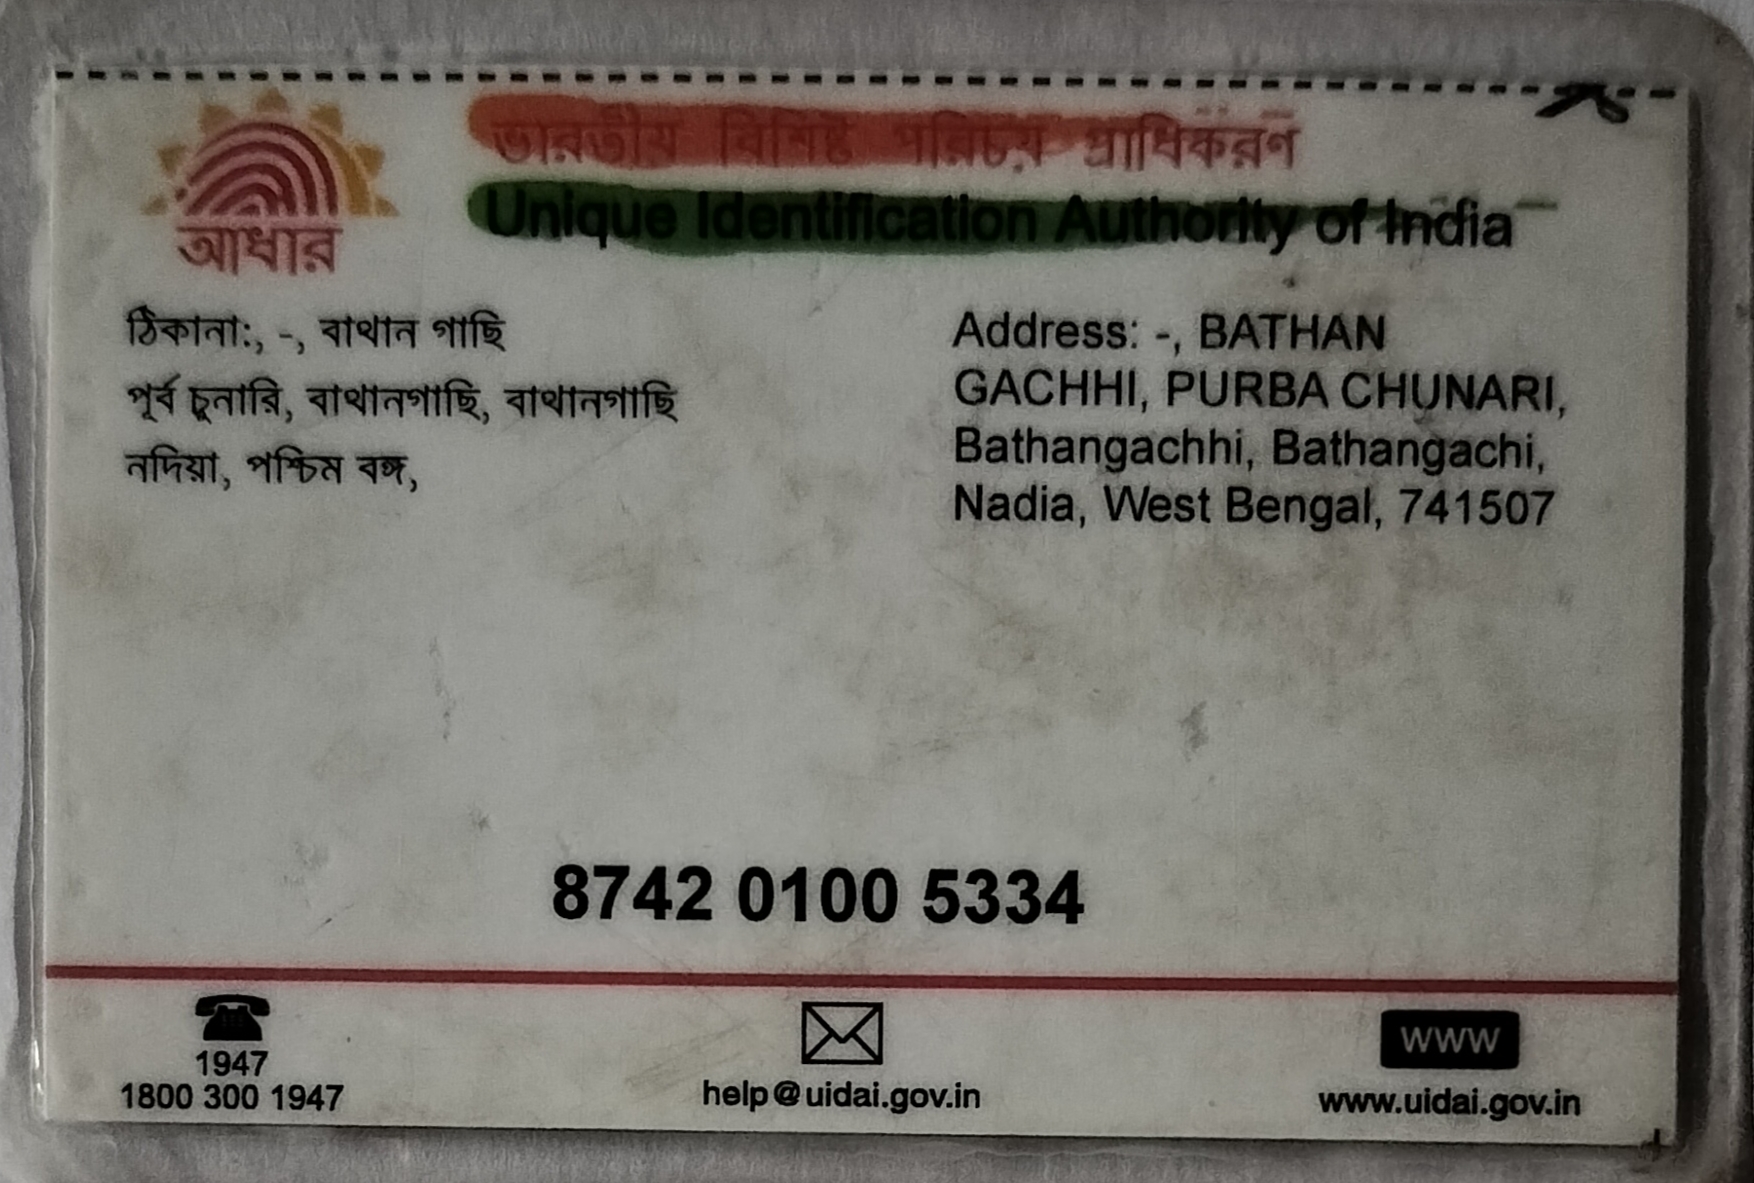 ভারতীয় বিশিষ্ট পরিচয় প্রাধিকরণ
Unique Identification Authority of India
আধার
ঠিকানা:, -, বাথান গাছি
পূর্ব চুনারি, বাথানগাছি, বাথানগাছি
নদিয়া, পশ্চিম বঙ্গ,
Address: -, BATHAN
GACHHI, PURBA CHUNARI,
Bathangachhi, Bathangachi,
Nadia, West Bengal, 741507
8742 0100 5334
1947
1800 300 1947
help@uidai.gov.in
WWW
www.uidai.gov.in